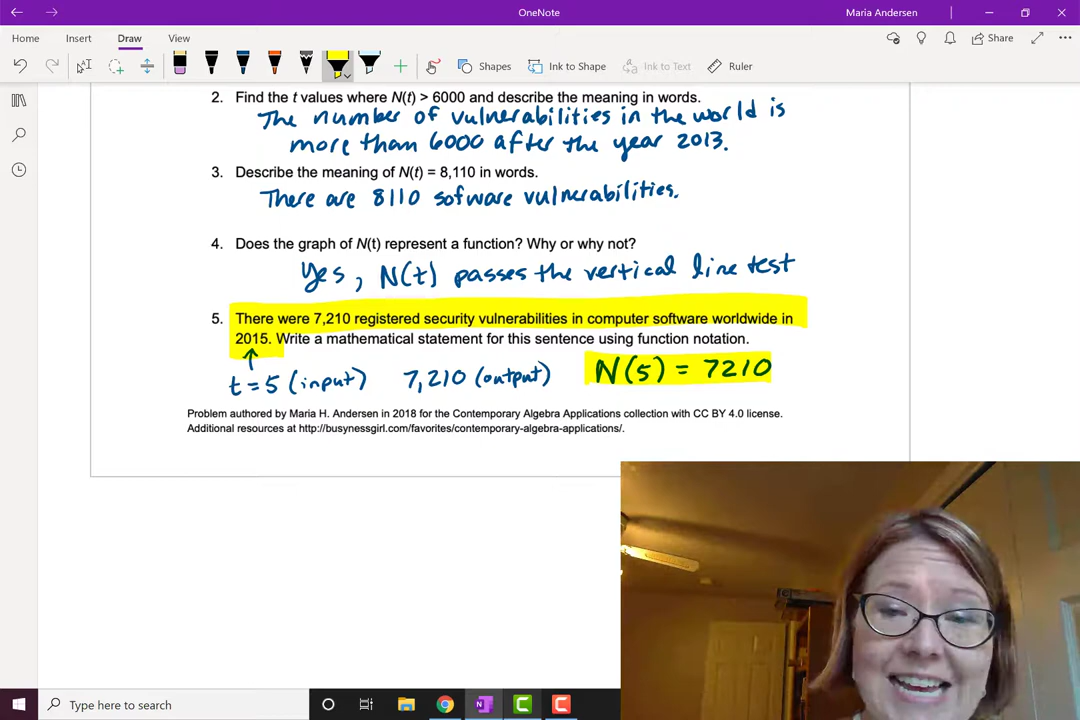 OneNote
Maria Andersen
Home Insert Draw View
Share
Shapes
Ink to Shape
Ink to Text
Ruler
2. Find the t values where N(t) > 6000 and describe the meaning in words.
The number of vulnerabilities in the world is
more than 6000 after the year 2013.
3. Describe the meaning of N(t) = 8,110 in words.
There are 8110 sofware vulnerabilities.
4. Does the graph of N(t) represent a function? Why or why not?
Yes, N(t) passes the vertical line test
5. There were 7,210 registered security vulnerabilities in computer software worldwide in
2015. Write a mathematical statement for this sentence using function notation.
t = 5 (input) 7,210 (output) N(5) = 7210
Problem authored by Maria H. Andersen in 2018 for the Contemporary Algebra Applications collection with CC BY 4.0 license.
Additional resources at http://busynessgirl.com/favorites/contemporary-algebra-applications/.
Type here to search